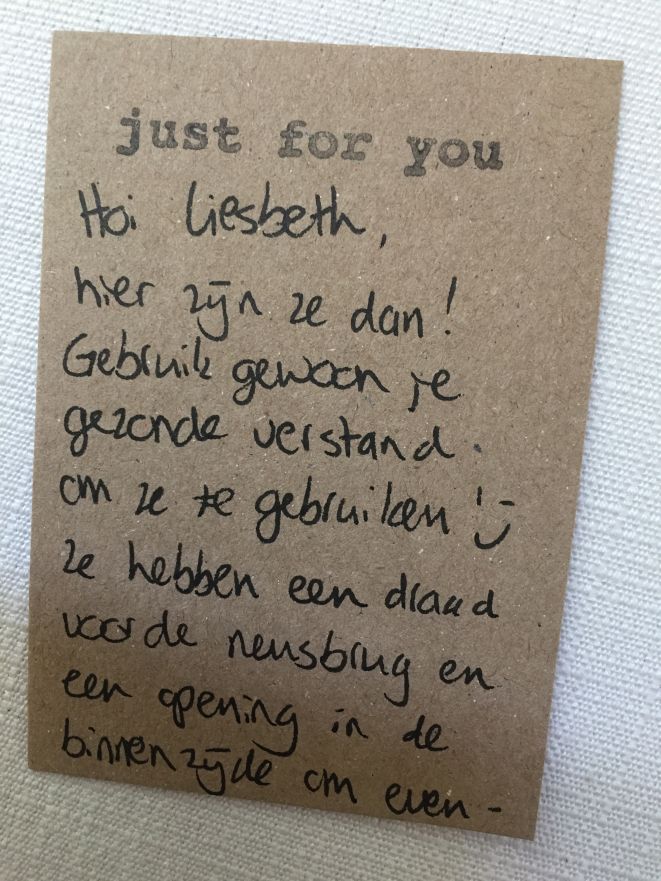 just for you
Hoi Liesbeth,
hier zijn ze dan!
Gebruik gewoon je
gezonde verstand.
om ze te gebruiken :)
Ze hebben een draad
voor de neusbrug en
een opening in de
binnenzijde om even-